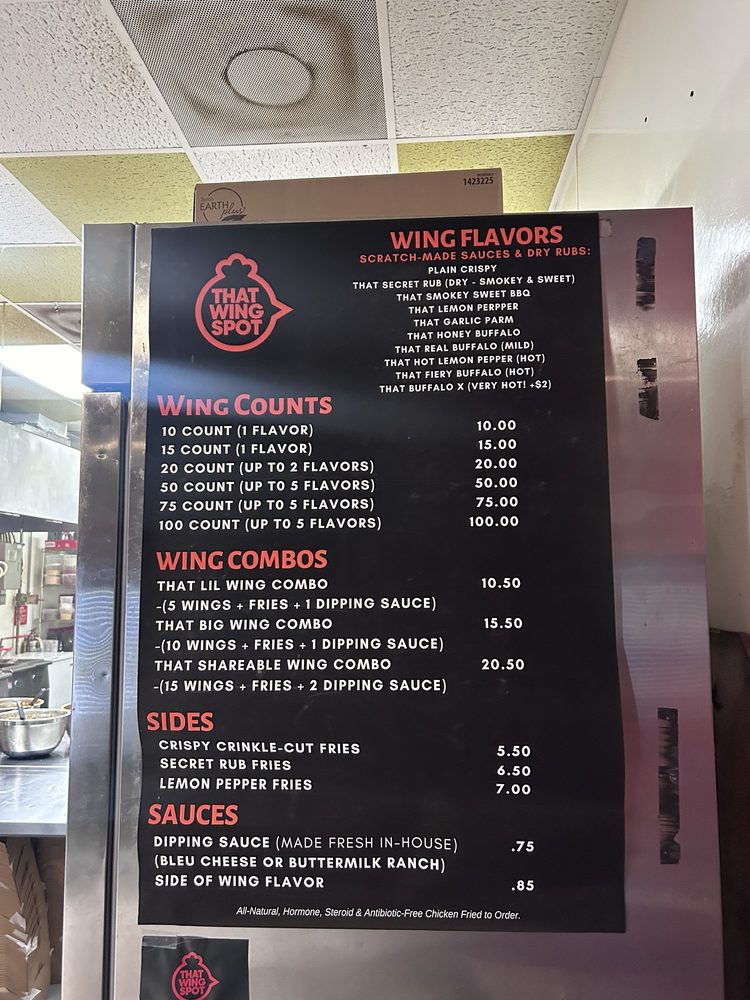 1423225
Sysco
EARTH
plus
WING FLAVORS
SCRATCH-MADE SAUCES & DRY RUBS:
PLAIN CRISPY
THAT SECRET RUB (DRY - SMOKEY & SWEET)
THAT SMOKEY SWEET BBQ
THAT LEMON PERPPER
THAT GARLIC PARM
THAT HONEY BUFFALO
THAT REAL BUFFALO (MILD)
THAT HOT LEMON PEPPER (HOT)
THAT FIERY BUFFALO (HOT)
THAT BUFFALO X (VERY HOT! +$2)
THAT
WING
SPOT
WING COUNTS
10 COUNT (1 FLAVOR) 10.00
15 COUNT (1 FLAVOR) 15.00
20 COUNT (UP TO 2 FLAVORS) 20.00
50 COUNT (UP TO 5 FLAVORS) 50.00
75 COUNT (UP TO 5 FLAVORS) 75.00
100 COUNT (UP TO 5 FLAVORS) 100.00
WING COMBOS
THAT LIL WING COMBO 10.50
-(5 WINGS + FRIES + 1 DIPPING SAUCE)
THAT BIG WING COMBO 15.50
-(10 WINGS + FRIES + 1 DIPPING SAUCE)
THAT SHAREABLE WING COMBO 20.50
-(15 WINGS + FRIES + 2 DIPPING SAUCE)
SIDES
CRISPY CRINKLE-CUT FRIES 5.50
SECRET RUB FRIES 6.50
LEMON PEPPER FRIES 7.00
SAUCES
DIPPING SAUCE (MADE FRESH IN-HOUSE) .75
(BLEU CHEESE OR BUTTERMILK RANCH)
SIDE OF WING FLAVOR .85
All-Natural, Hormone, Steroid & Antibiotic-Free Chicken Fried to Order.
THAT
WING
SPOT